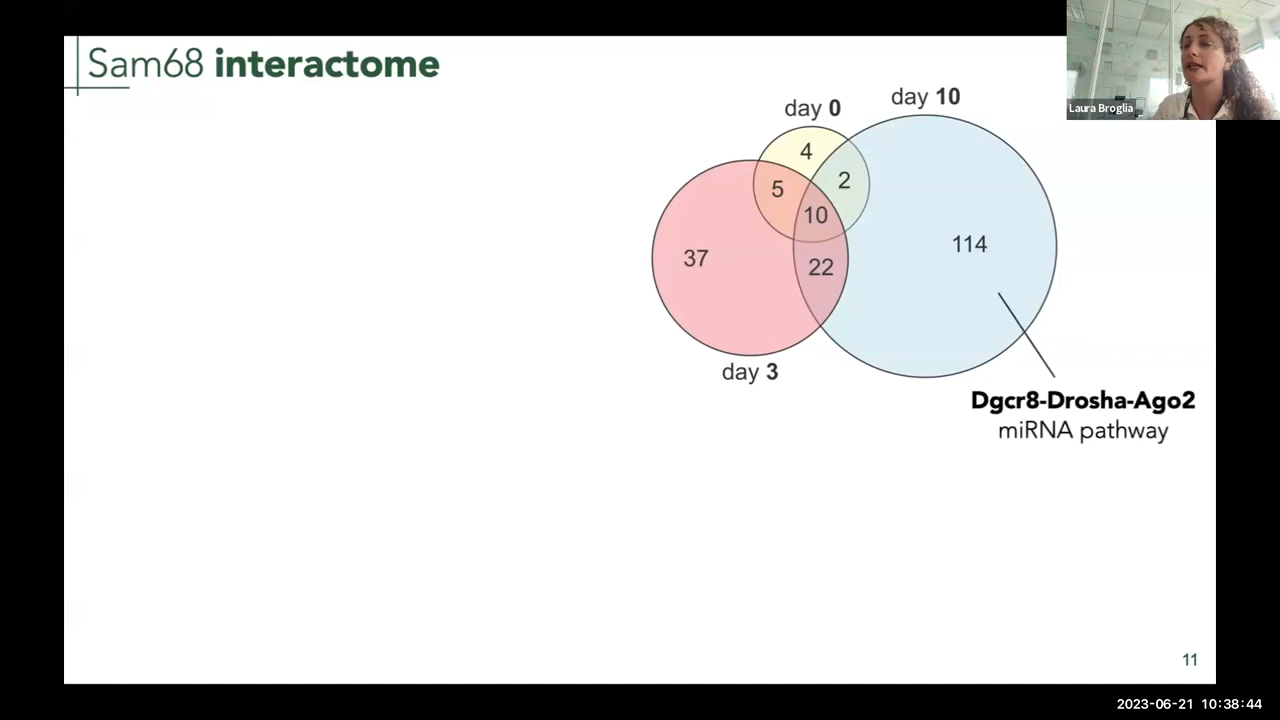 Sam68 interactome
Laura Broglia
day 0
day 10
4
5
2
10
37
22
114
day 3
Dgcr8-Drosha-Ago2
miRNA pathway
11
2023-06-21 10:38:44